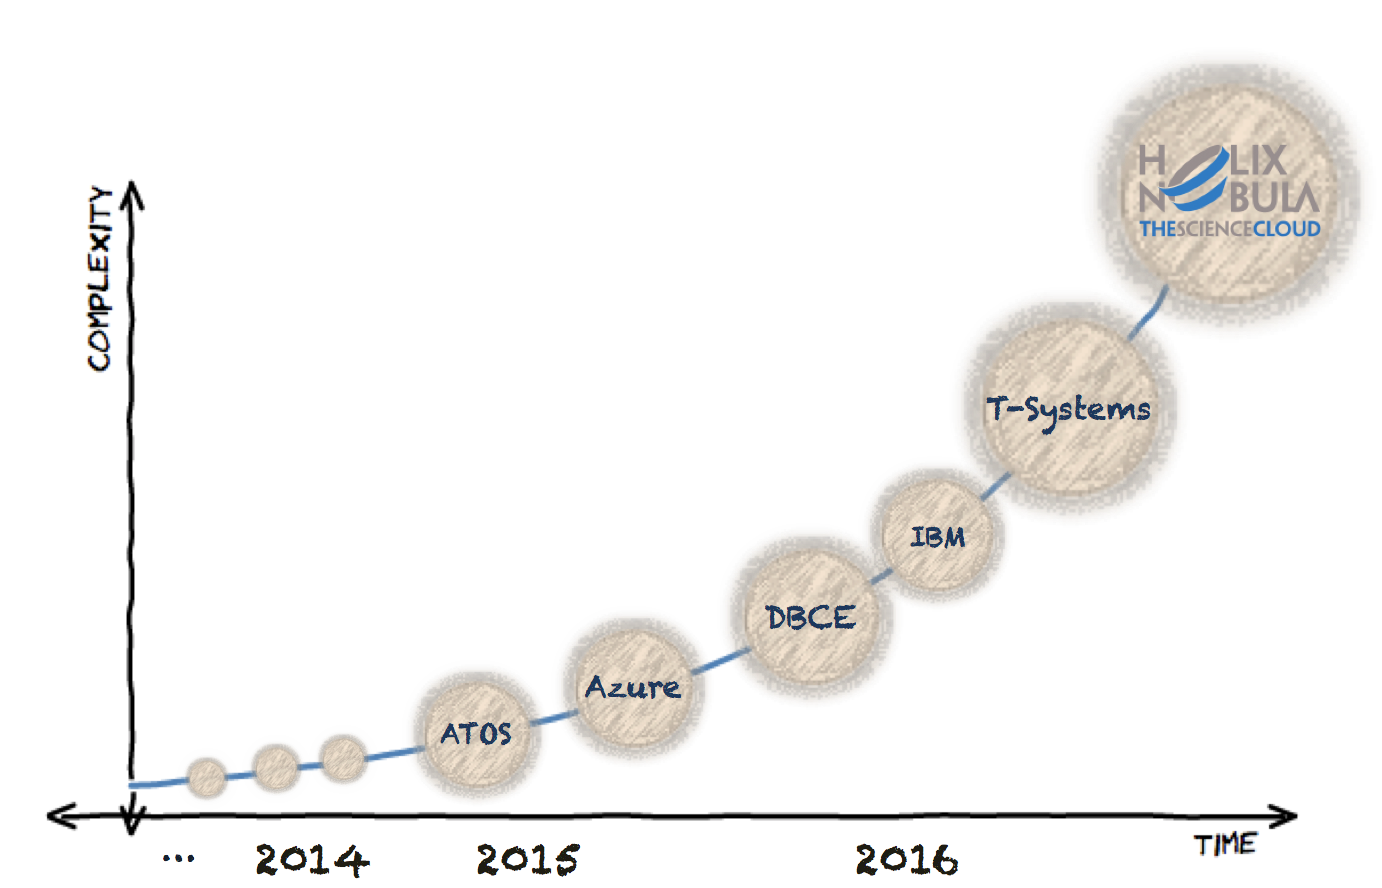 COMPLEXITY
HELIX
NEBULA
THESCIENCECLOUD
T-Systems
IBM
DBCE
Azure
ATOS
TIME
... 2014 2015 2016